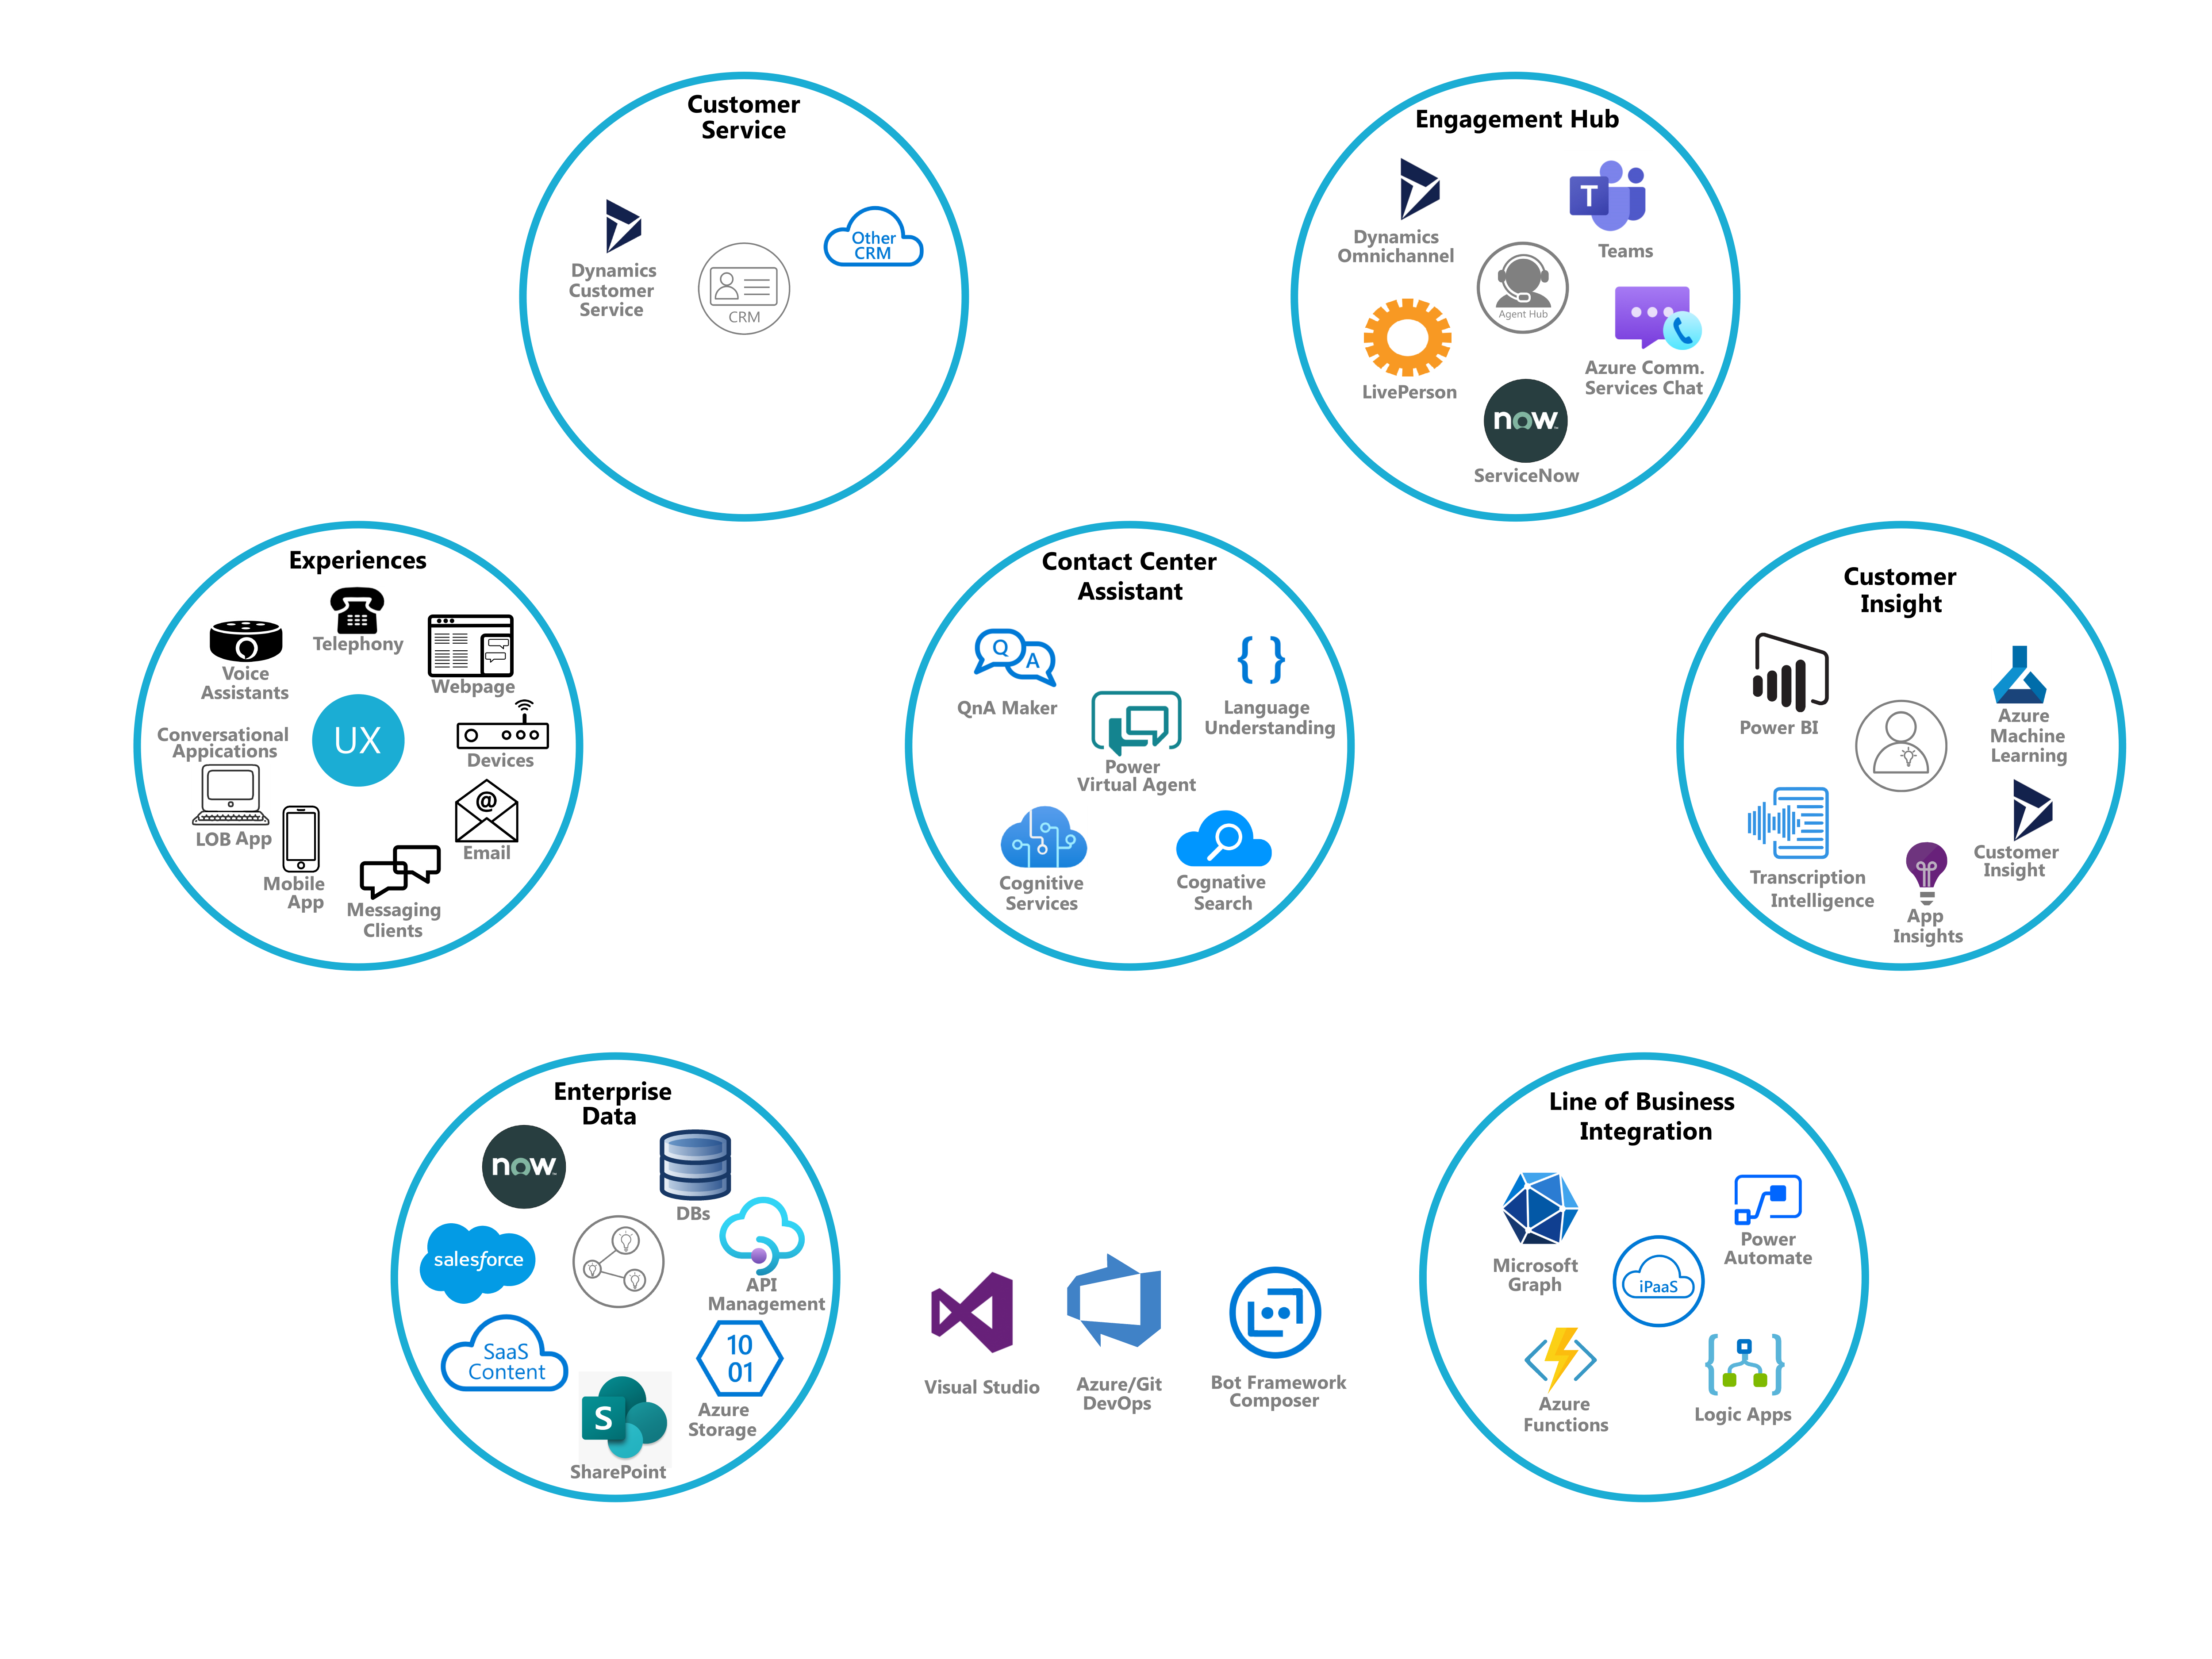 Customer
Service
Dynamics
Customer
Service
CRM
Other
CRM
Engagement Hub
Dynamics
Omnichannel
T
Teams
Agent Hub
LivePerson
Azure Comm.
Services Chat
now
ServiceNow
Experiences
Telephony
Voice
Assistants
Webpage
Conversational
Appications
UX
Devices
LOB App
@
Email
Mobile
App
Messaging
Clients
Contact Center
Assistant
Q
A
QnA Maker
{ }
Language
Understanding
Power
Virtual Agent
Cognitive
Services
Cognative
Search
Customer
Insight
Power BI
Azure
Machine
Learning
Transcription
Intelligence
Customer
Insight
App
Insights
Enterprise
Data
now
DBs
salesforce
API
Management
SaaS
Content
10
01
Azure
Storage
S
SharePoint
Visual Studio
Azure/Git
DevOps
Bot Framework
Composer
Line of Business
Integration
Microsoft
Graph
Power
Automate
iPaaS
Azure
Functions
Logic Apps